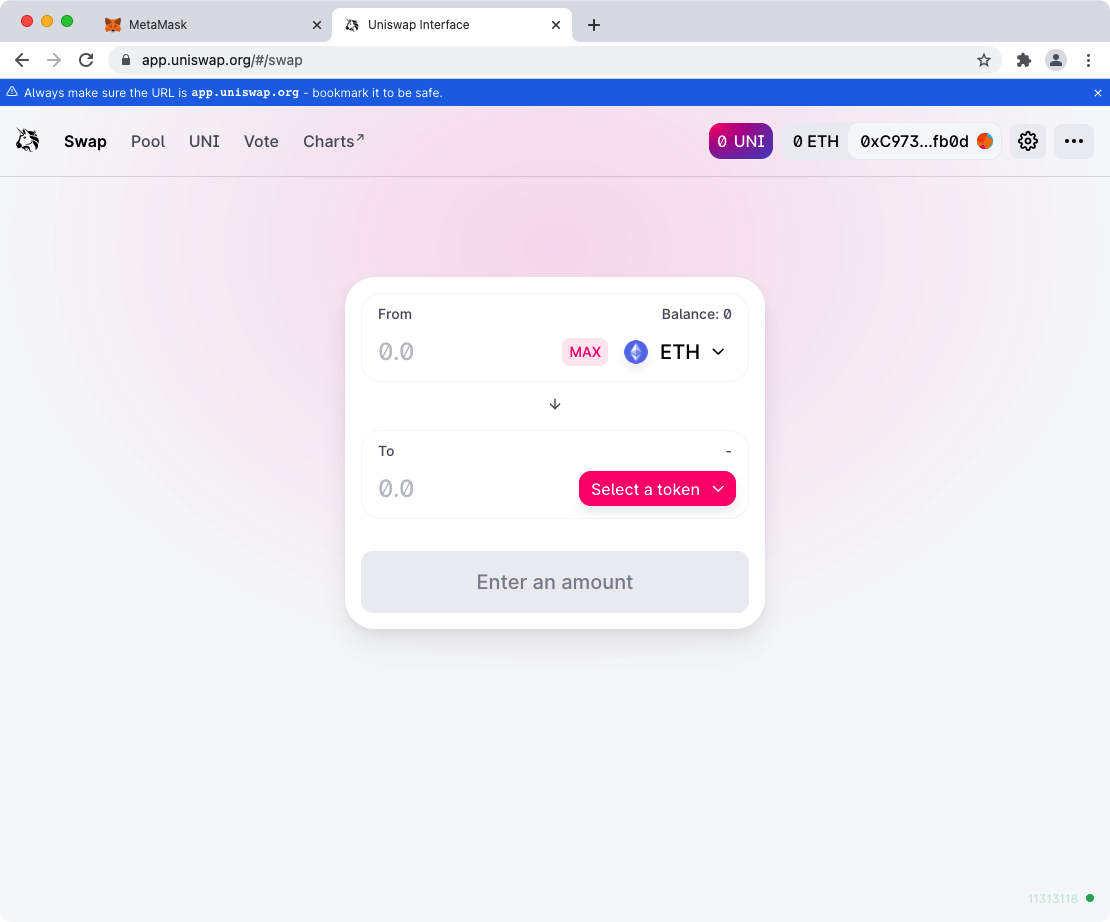 MetaMask
Uniswap Interface
app.uniswap.org/#/swap
Always make sure the URL is app.uniswap.org - bookmark it to be safe.
Swap Pool UNI Vote Charts↗ 0 UNI 0 ETH 0xC973...fb0d
From Balance: 0
0.0 MAX ETH
To -
0.0 Select a token
Enter an amount
11313118